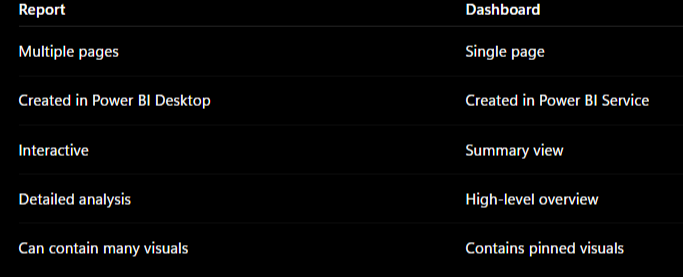 Report Dashboard
Multiple pages Single page
Created in Power BI Desktop Created in Power BI Service
Interactive Summary view
Detailed analysis High-level overview
Can contain many visuals Contains pinned visuals